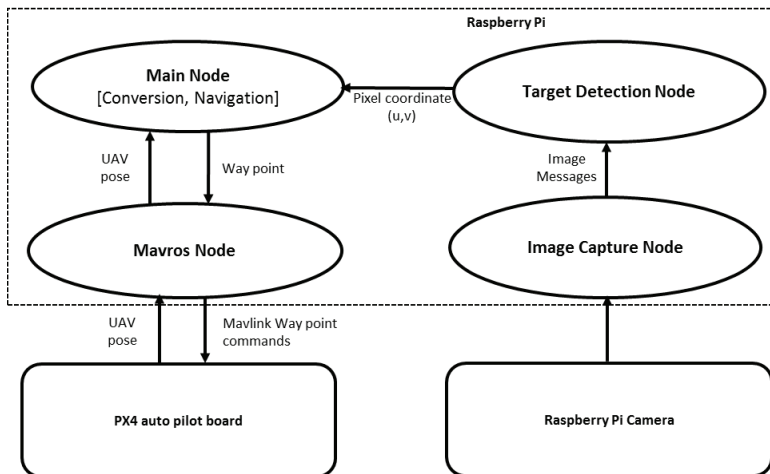 Raspberry Pi
Main Node
[Conversion, Navigation]
Target Detection Node
Pixel coordinate
(u,v)
UAV
pose
Way point
Image
Messages
Mavros Node
Image Capture Node
UAV
pose
Mavlink Way point
commands
PX4 auto pilot board
Raspberry Pi Camera